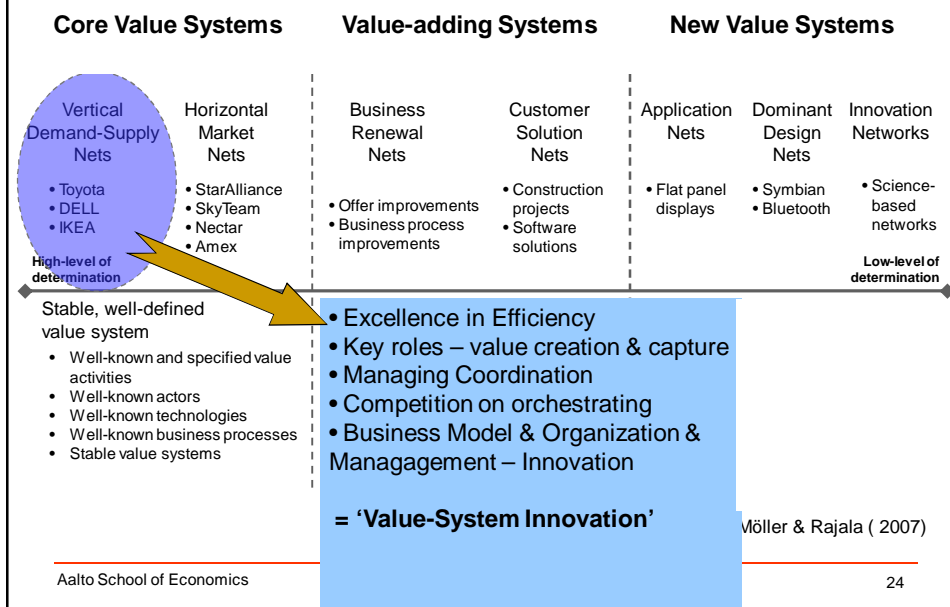 Core Value Systems
Value-adding Systems
New Value Systems
Vertical
Demand-Supply
Nets
• Toyota
• DELL
• IKEA
Horizontal
Market
Nets
• StarAlliance
• SkyTeam
• Nectar
• Amex
Business
Renewal
Nets
• Offer improvements
• Business process
improvements
Customer
Solution
Nets
• Construction
projects
• Software
solutions
Application
Nets
• Flat panel
displays
Dominant
Design
Nets
• Symbian
• Bluetooth
Innovation
Networks
• Science-
based
networks
High-level of
determination
Low-level of
determination
Stable, well-defined
value system
• Well-known and specified value
activities
• Well-known actors
• Well-known technologies
• Well-known business processes
• Stable value systems
• Excellence in Efficiency
• Key roles – value creation & capture
• Managing Coordination
• Competition on orchestrating
• Business Model & Organization &
Managagement – Innovation
= ‘Value-System Innovation’
Möller & Rajala ( 2007)
Aalto School of Economics
24